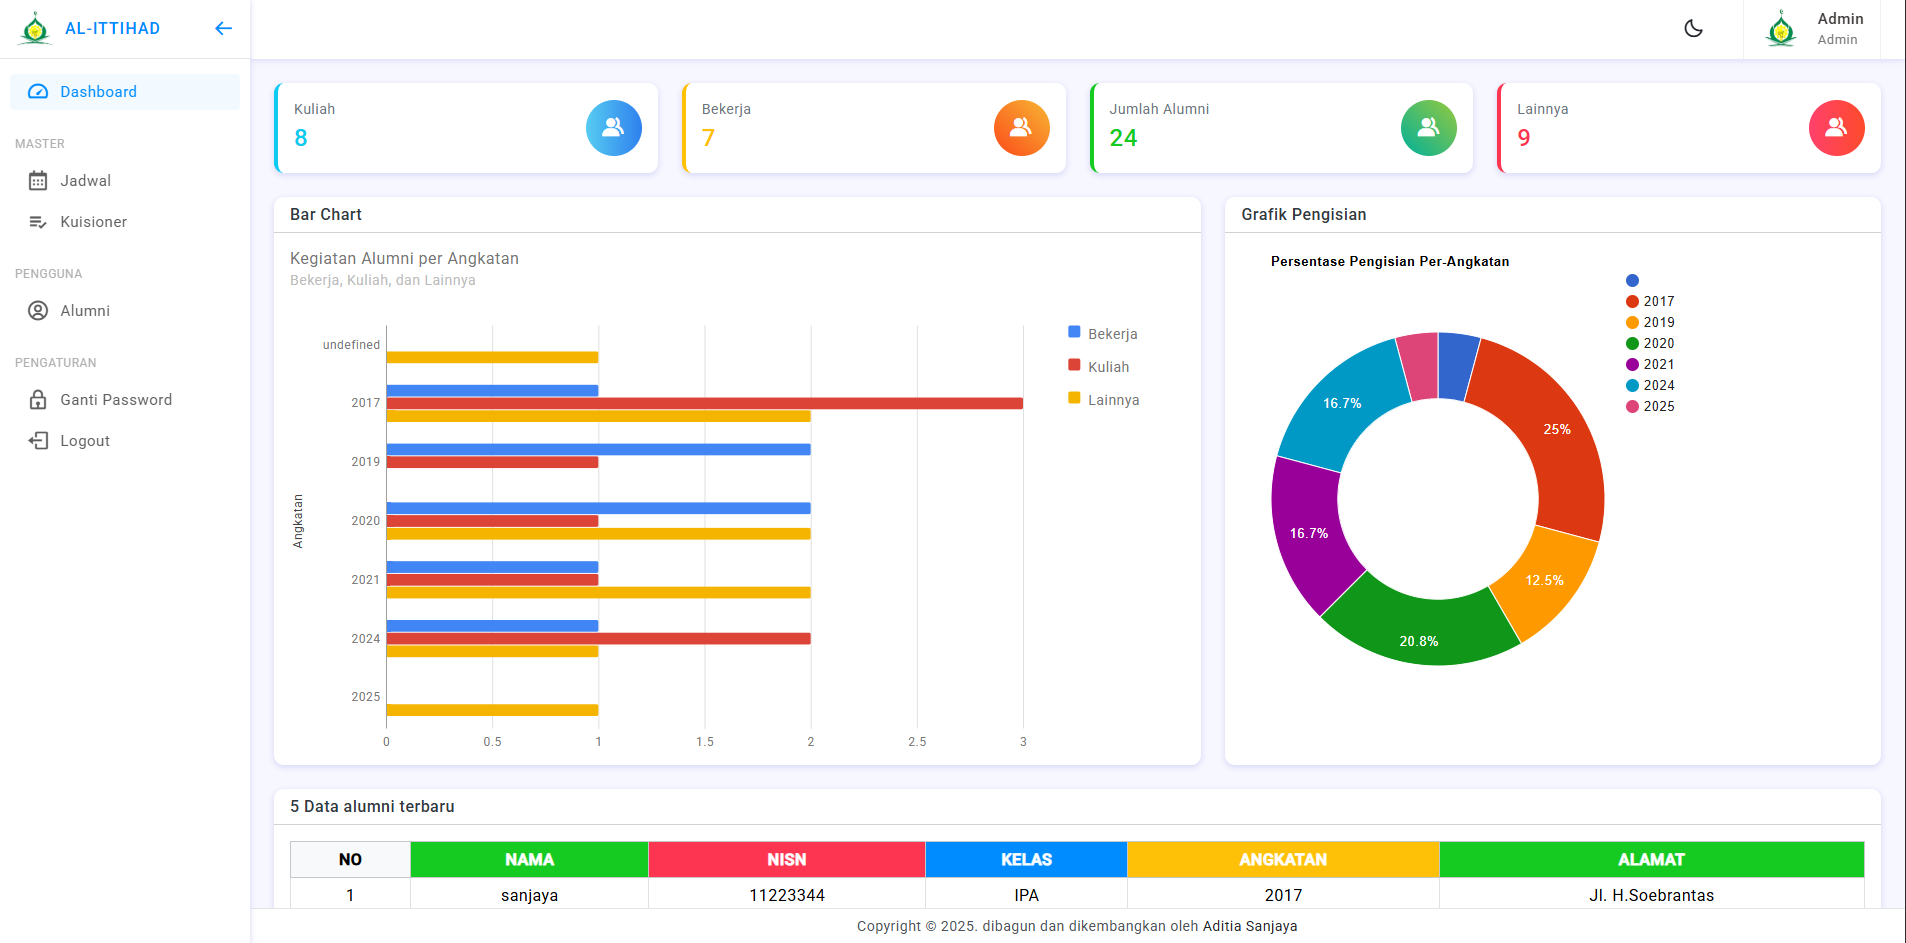 AL-ITTIHAD
Admin
Admin
Dashboard
MASTER
Jadwal
Kuisioner
PENGGUNA
Alumni
PENGATURAN
Ganti Password
Logout
Kuliah
8
Bekerja
7
Jumlah Alumni
24
Lainnya
9
Bar Chart
Kegiatan Alumni per Angkatan
Bekerja, Kuliah, dan Lainnya
Angkatan
undefined
2017
2019
2020
2021
2024
2025
0 0.5 1 1.5 2 2.5 3
Bekerja
Kuliah
Lainnya
Grafik Pengisian
Persentase Pengisian Per-Angkatan
2017
2019
2020
2021
2024
2025
16.7%
25%
16.7%
12.5%
20.8%
5 Data alumni terbaru
NO NAMA NISN KELAS ANGKATAN ALAMAT
1 sanjaya 11223344 IPA 2017 Jl. H.Soebrantas
Copyright © 2025. dibagun dan dikembangkan oleh Aditia Sanjaya